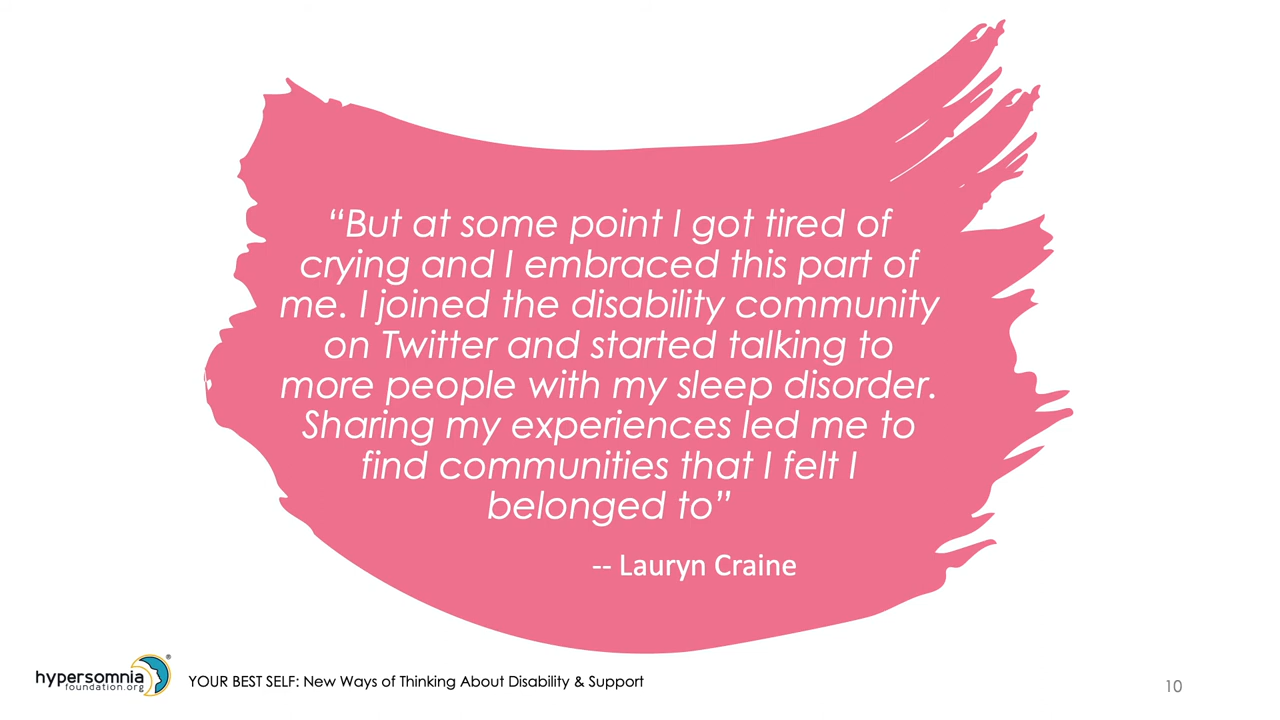 “But at some point I got tired of
crying and I embraced this part of
me. I joined the disability community
on Twitter and started talking to
more people with my sleep disorder.
Sharing my experiences led me to
find communities that I felt I
belonged to”
-- Lauryn Craine
hypersomnia®
foundation.org
YOUR BEST SELF: New Ways of Thinking About Disability & Support
10